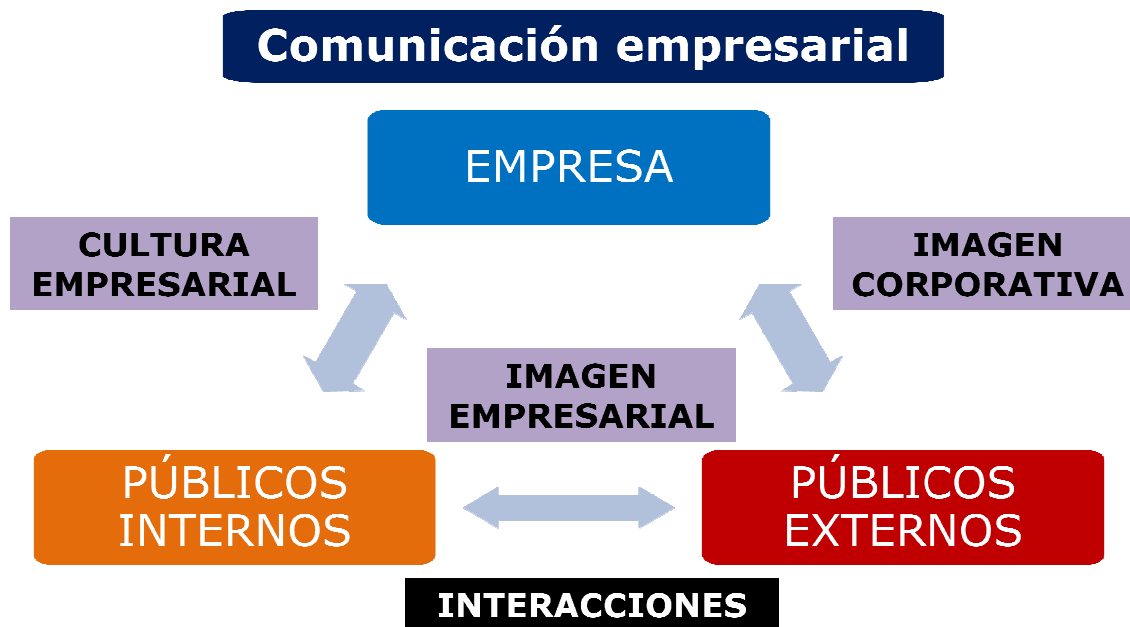 Comunicación empresarial
EMPRESA
CULTURA
EMPRESARIAL
IMAGEN
CORPORATIVA
IMAGEN
EMPRESARIAL
PÚBLICOS
INTERNOS
PÚBLICOS
EXTERNOS
INTERACCIONES